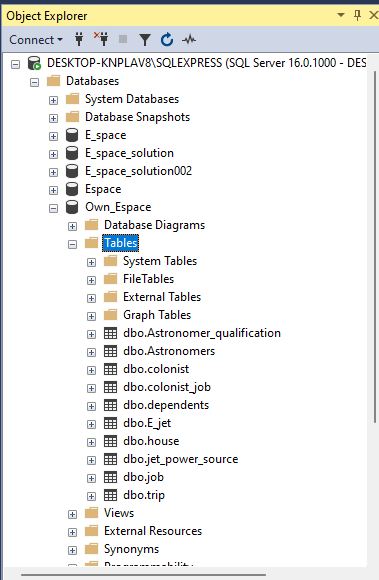 Object Explorer
Connect
DESKTOP-KNPLAV8\SQLEXPRESS (SQL Server 16.0.1000 - DES
Databases
System Databases
Database Snapshots
E_space
E_space_solution
E_space_solution002
Espace
Own_Espace
Database Diagrams
Tables
System Tables
FileTables
External Tables
Graph Tables
dbo.Astronomer_qualification
dbo.Astronomers
dbo.colonist
dbo.colonist_job
dbo.dependents
dbo.E_jet
dbo.house
dbo.jet_power_source
dbo.job
dbo.trip
Views
External Resources
Synonyms
Programmability